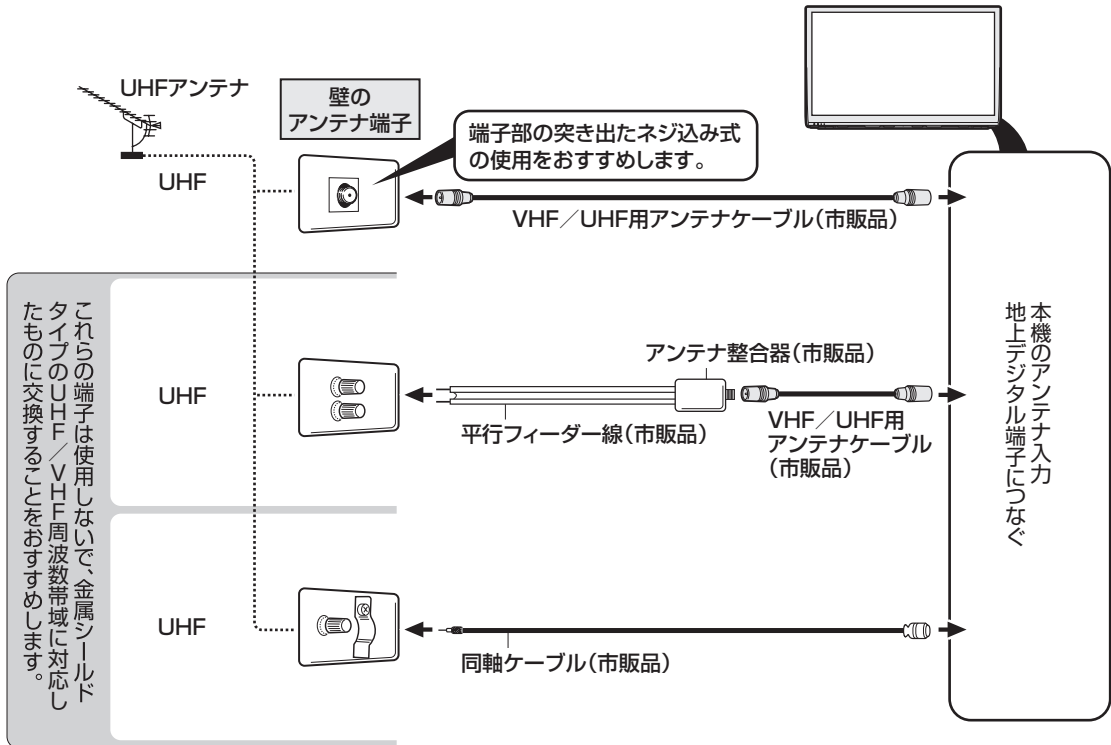 UHFアンテナ
壁の
アンテナ端子
端子部の突き出たネジ込み式
の使用をおすすめします。
UHF
VHF／UHF用アンテナケーブル（市販品）
これらの端子は使用しないで、金属シールド
タイプのUHF／VHF周波数帯域に対応し
たものに交換することをおすすめします。
UHF
アンテナ整合器（市販品）
平行フィーダー線（市販品）
VHF／UHF用
アンテナケーブル
（市販品）
UHF
同軸ケーブル（市販品）
本機のアンテナ入力
地上デジタル端子につなぐ